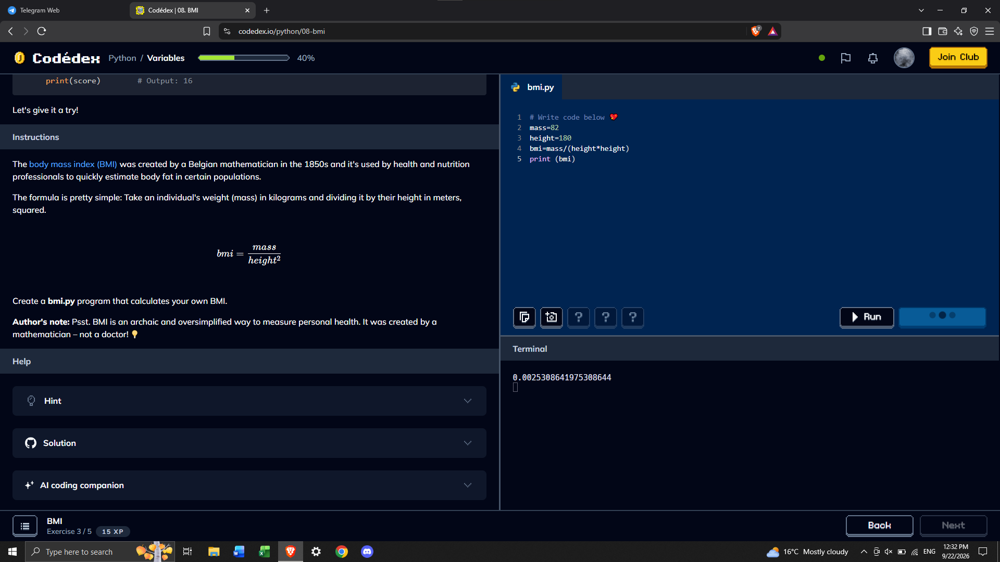 Telegram Web
Codédex | 08. BMI
codedex.io/python/08-bmi
7
Codédex
Python / Variables
40%
Join Club
print(score)         # Output: 16
Let's give it a try!
Instructions
The body mass index (BMI) was created by a Belgian mathematician in the 1850s and it's used by health and nutrition
professionals to quickly estimate body fat in certain populations.
The formula is pretty simple: Take an individual's weight (mass) in kilograms and dividing it by their height in meters,
squared.
bmi = mass / height²
Create a bmi.py program that calculates your own BMI.
Author's note: Psst. BMI is an archaic and oversimplified way to measure personal health. It was created by a
mathematician – not a doctor! 💡
Help
Hint
Solution
AI coding companion
bmi.py
1 # Write code below 💖
2 mass=82
3 height=180
4 bmi=mass/(height*height)
5 print (bmi)
? ? ?
Run
Terminal
0.0025308641975308644
BMI
Exercise 3 / 5 15 XP
Back
Next
Type here to search
16°C Mostly cloudy
ENG
12:32 PM
9/22/2026